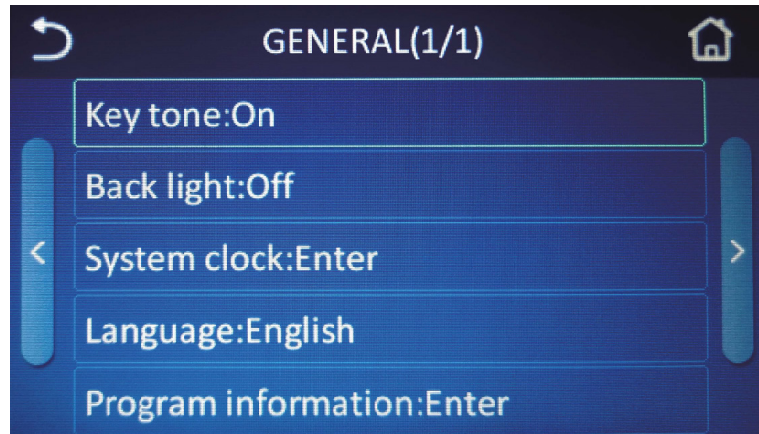 GENERAL(1/1)
Key tone:On
Back light:Off
< System clock:Enter >
Language:English
Program information:Enter